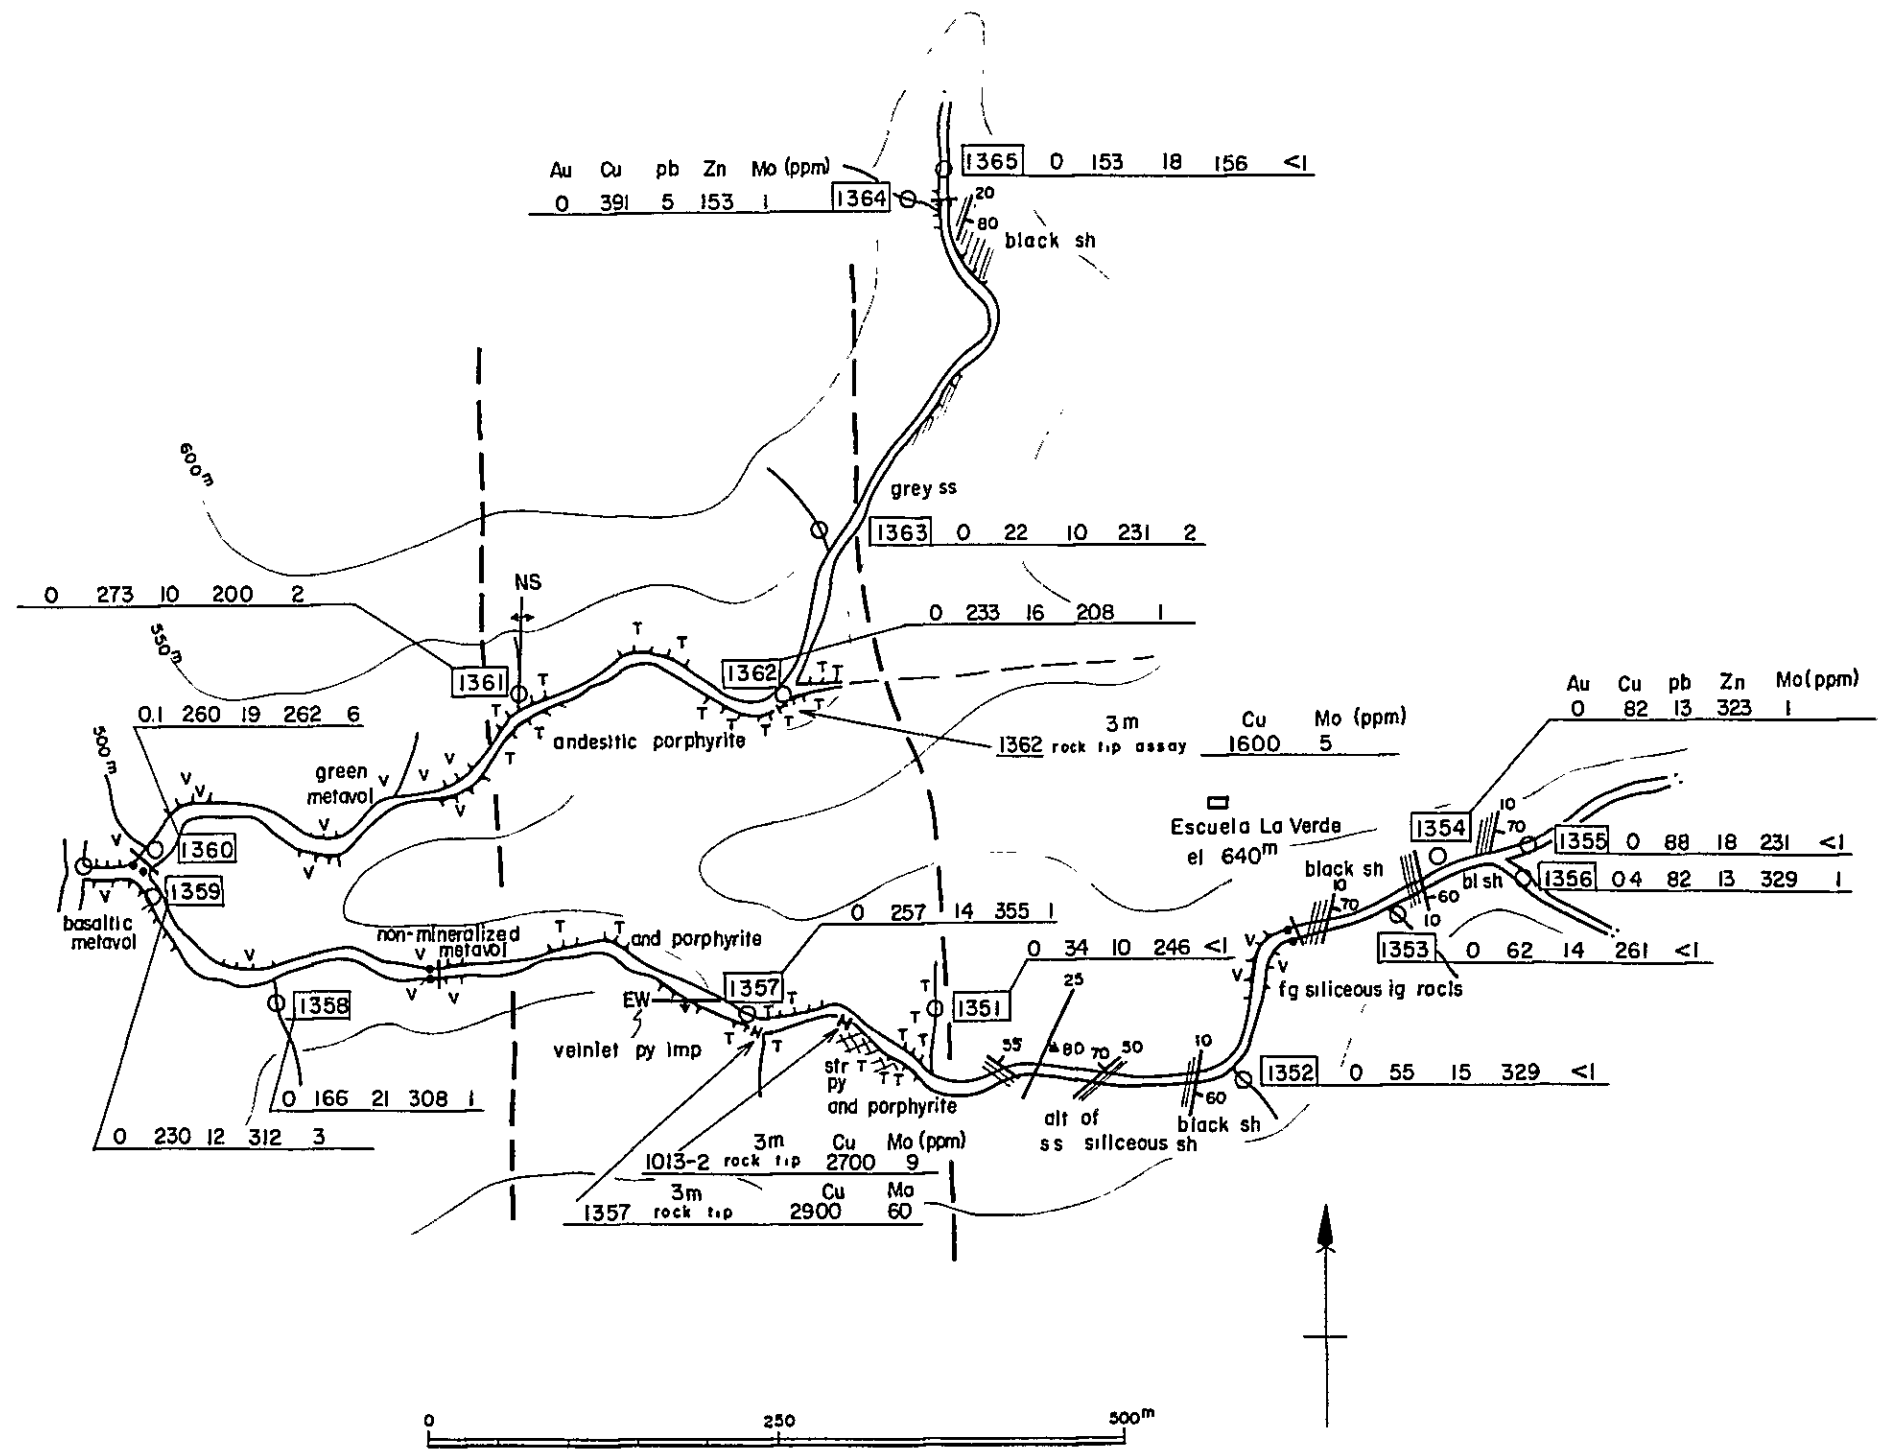 1365 0 153 18 156 <1
Au Cu pb Zn Mo (ppm)
0 391 5 153 1 1364
20
80
black sh
600m
grey ss
1363 0 22 10 231 2
NS
0 273 10 200 2
0 233 16 208 1
550m
T T
1362
T T
1361 T
Au Cu pb Zn Mo (ppm)
0 82 13 323 1
0.1 260 19 262 6
T T T T T
3m Cu Mo (ppm)
1362 rock tip assay 1600 5
500m
T T
andesitic porphyrite
green
metavol
V V V
V V V
V
Escuela La Verde
el 640m
1354
10
70
1355 0 88 18 231 <1
V
1360
V
V
black sh
bl sh
1356 04 82 13 329 1
1359
V
10
70
60
10
basaltic
metavol
0 257 14 355 1
non-mineralized
metavol
T T
and porphyrite
0 34 10 246 <1
V
1353 0 62 14 261 <1
V
V
V
V V
fg siliceous ig rocks
1357
EW
T
T
25
1358
1351
T
T
T T
T
veinlet py imp
55
80
70
50
10
str
py
T
T T
1352 0 55 15 329 <1
60
0 166 21 308 1
and porphyrite
alt of
ss siliceous sh
black sh
0 230 12 312 3
3m Cu Mo (ppm)
1013-2 rock tip 2700 9
3m Cu Mo
1357 rock tip 2900 60
0 250 500m